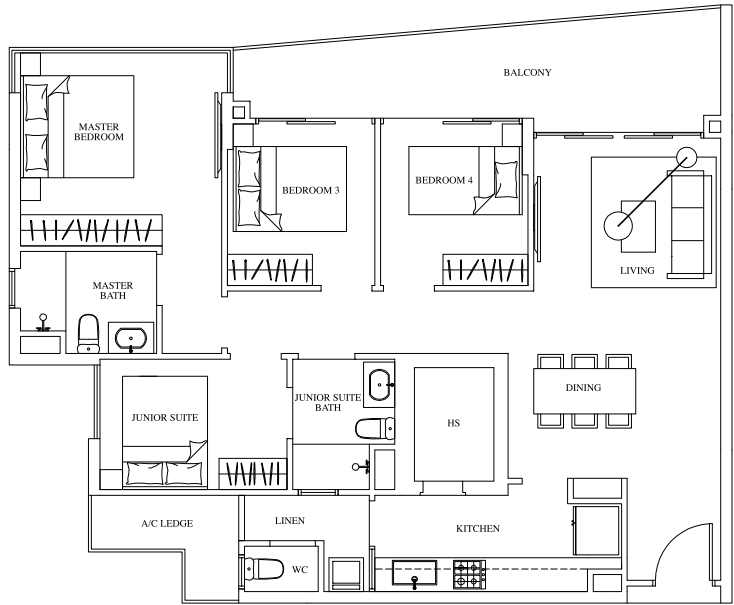 BALCONY
MASTER
BEDROOM
BEDROOM 3
BEDROOM 4
LIVING
MASTER
BATH
DINING
JUNIOR SUITE
JUNIOR SUITE
BATH
HS
A/C LEDGE
LINEN
KITCHEN
WC